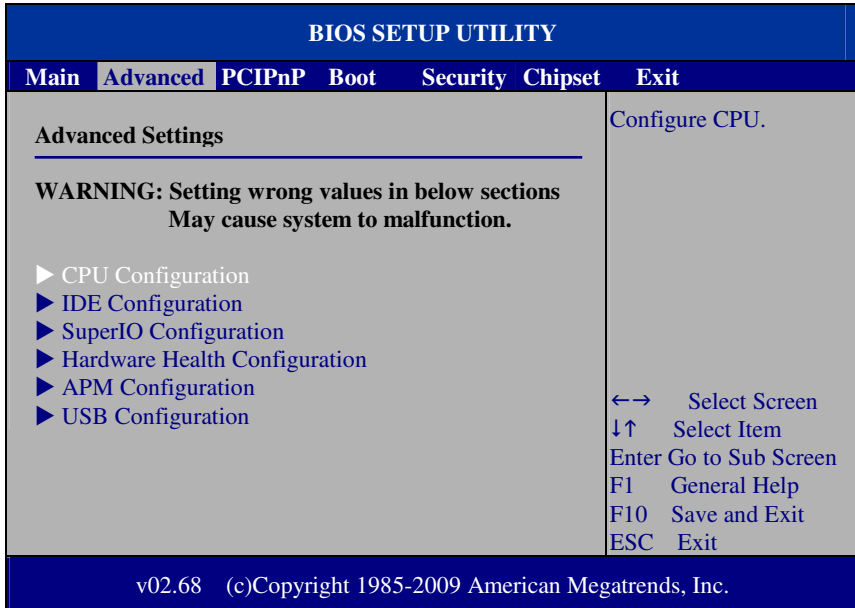 BIOS SETUP UTILITY
Main Advanced PCIPnP Boot Security Chipset Exit
Advanced Settings
WARNING: Setting wrong values in below sections
May cause system to malfunction.
▶ CPU Configuration
▶ IDE Configuration
▶ SuperIO Configuration
▶ Hardware Health Configuration
▶ APM Configuration
▶ USB Configuration
Configure CPU.
←→ Select Screen
↓↑ Select Item
Enter Go to Sub Screen
F1 General Help
F10 Save and Exit
ESC Exit
v02.68 (c)Copyright 1985-2009 American Megatrends, Inc.